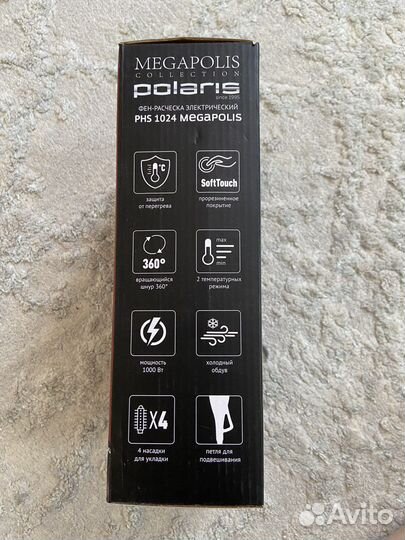 MEGAPOLIS
COLLECTION
polaris
since 1995
ФЕН-РАСЧЕСКА ЭЛЕКТРИЧЕСКИЙ
PHS 1024 MEGAPOLIS
°C
защита
от перегрева
SoftTouch
прорезиненное
покрытие
360°
вращающийся
шнур 360°
max
min
2 температурных
режима
мощность
1000 Вт
холодный
обдув
X4
4 насадки
для укладки
петля для
подвешивания
Avito